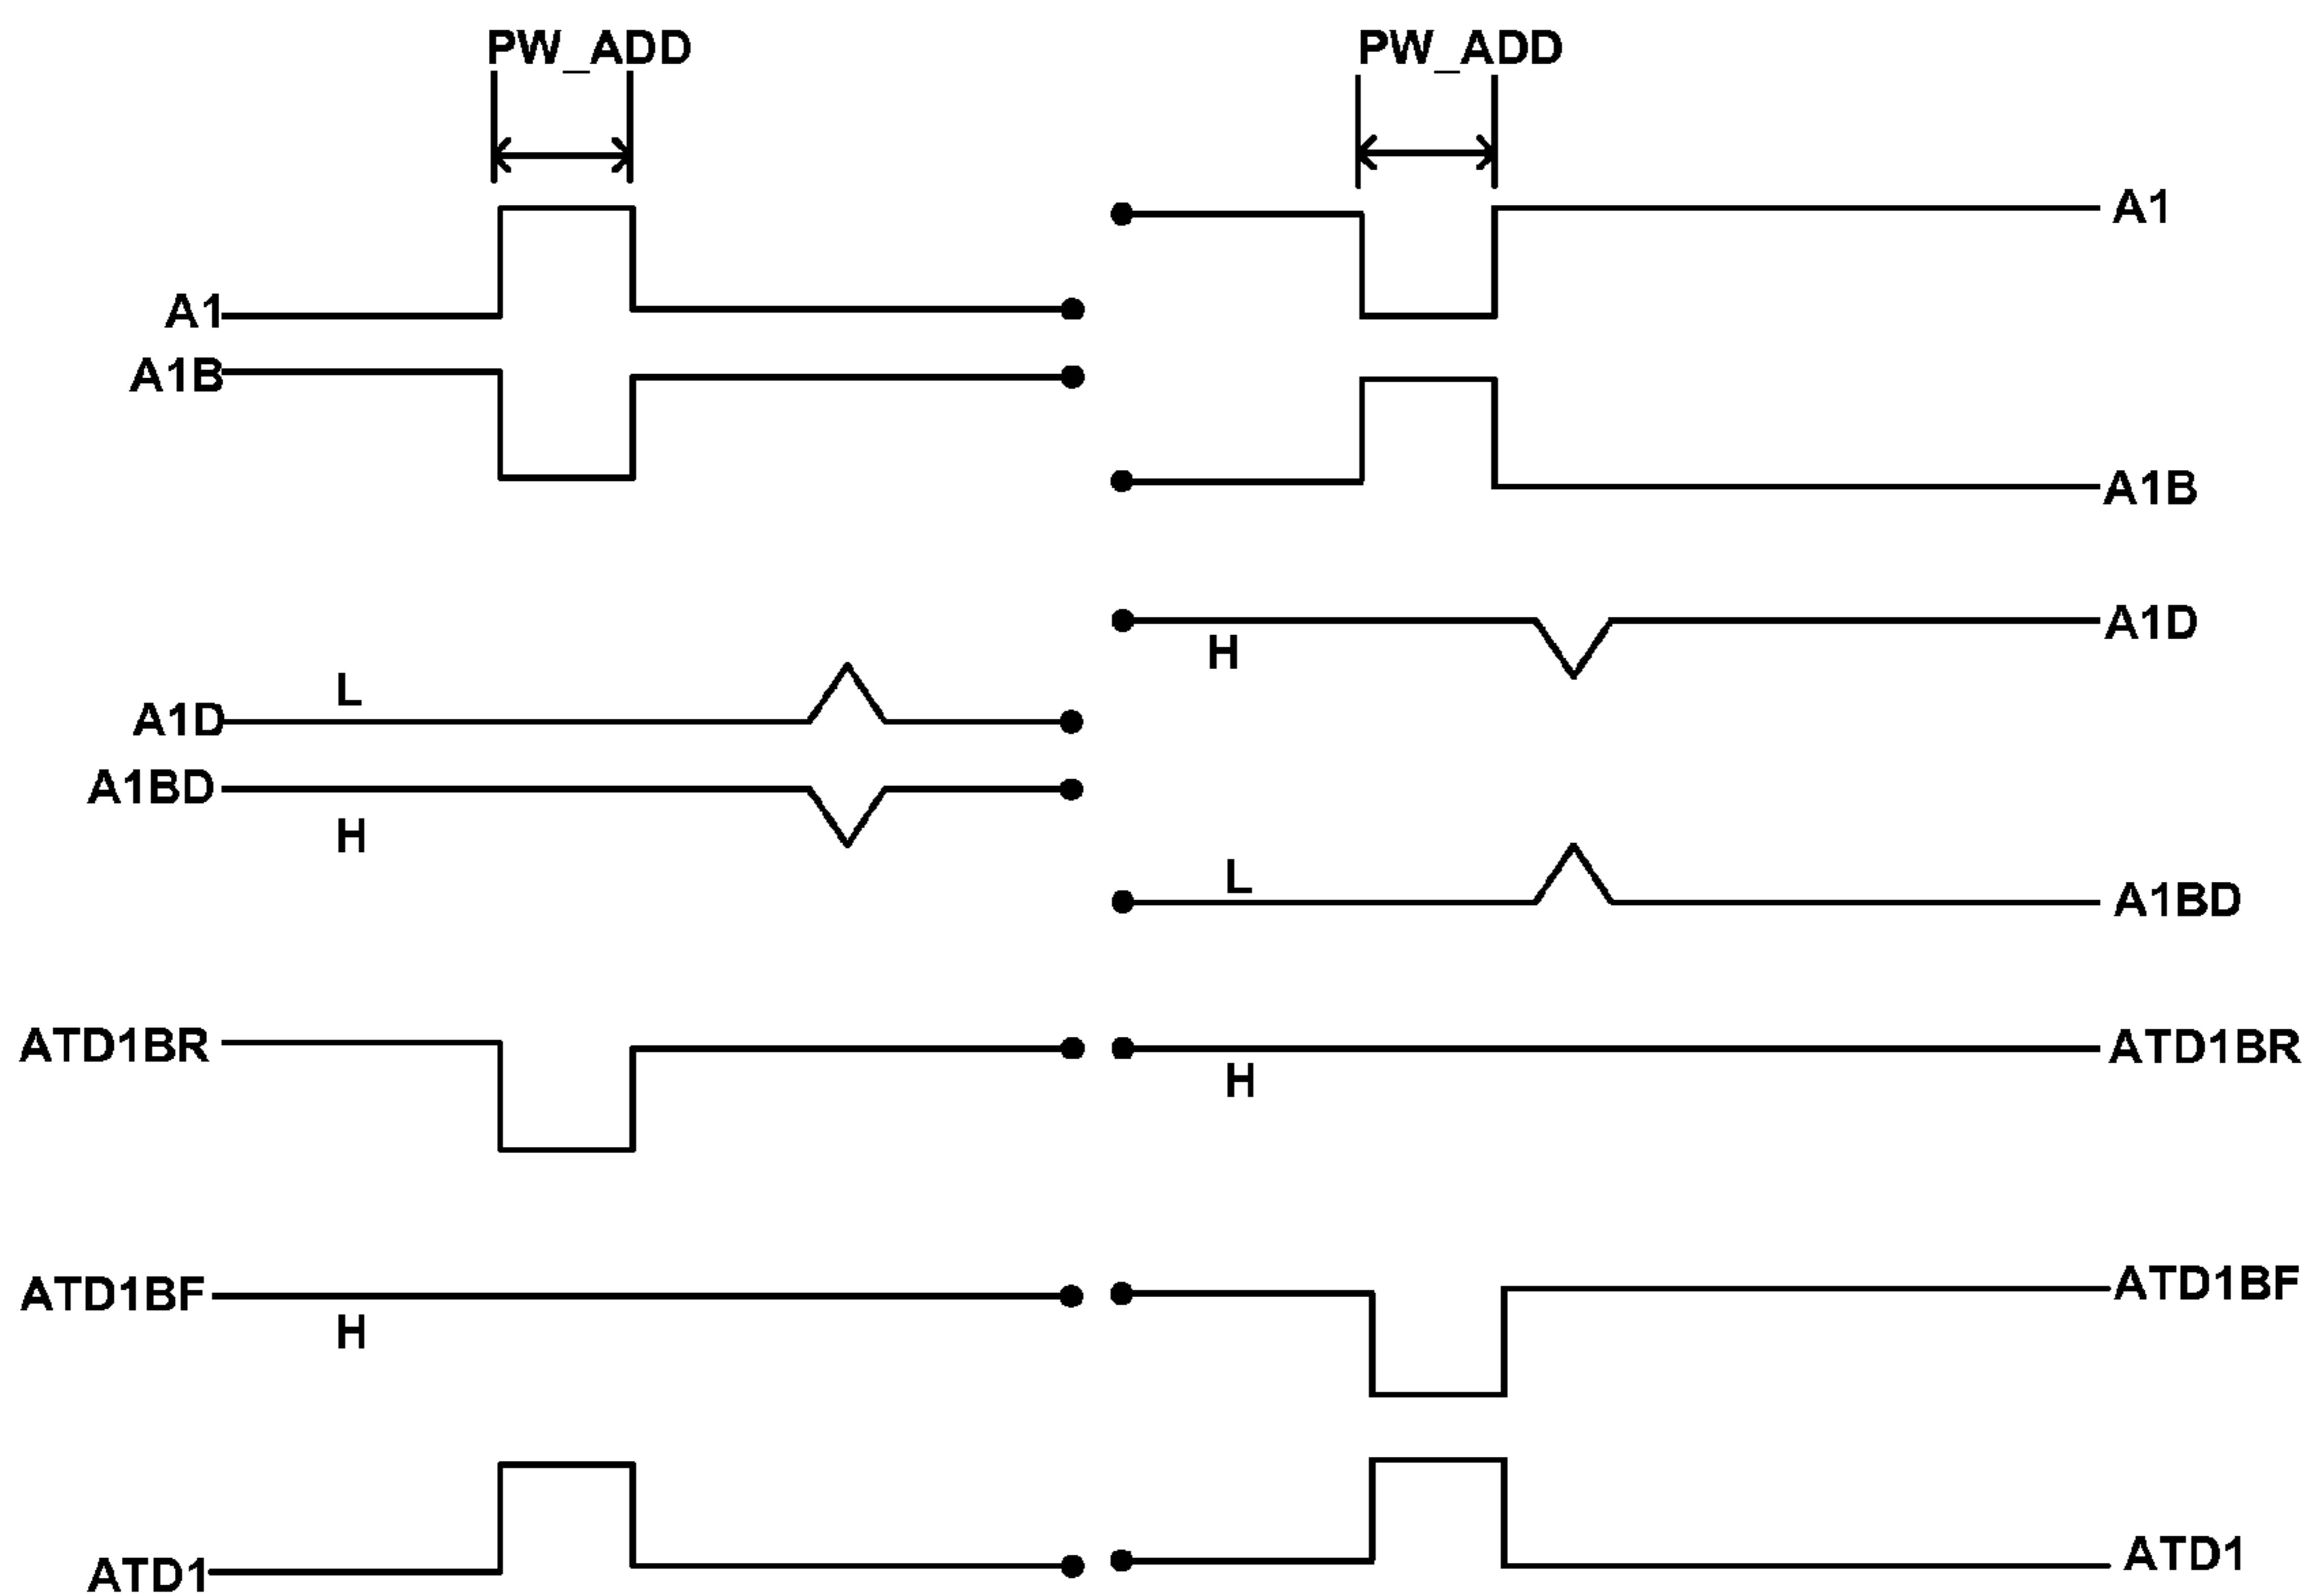 PW_ADD PW_ADD
A1
A1
A1B
A1B
A1D
H
L
A1D
A1BD
H
L
A1BD
ATD1BR ATD1BR
H
ATD1BF ATD1BF
H
ATD1 ATD1